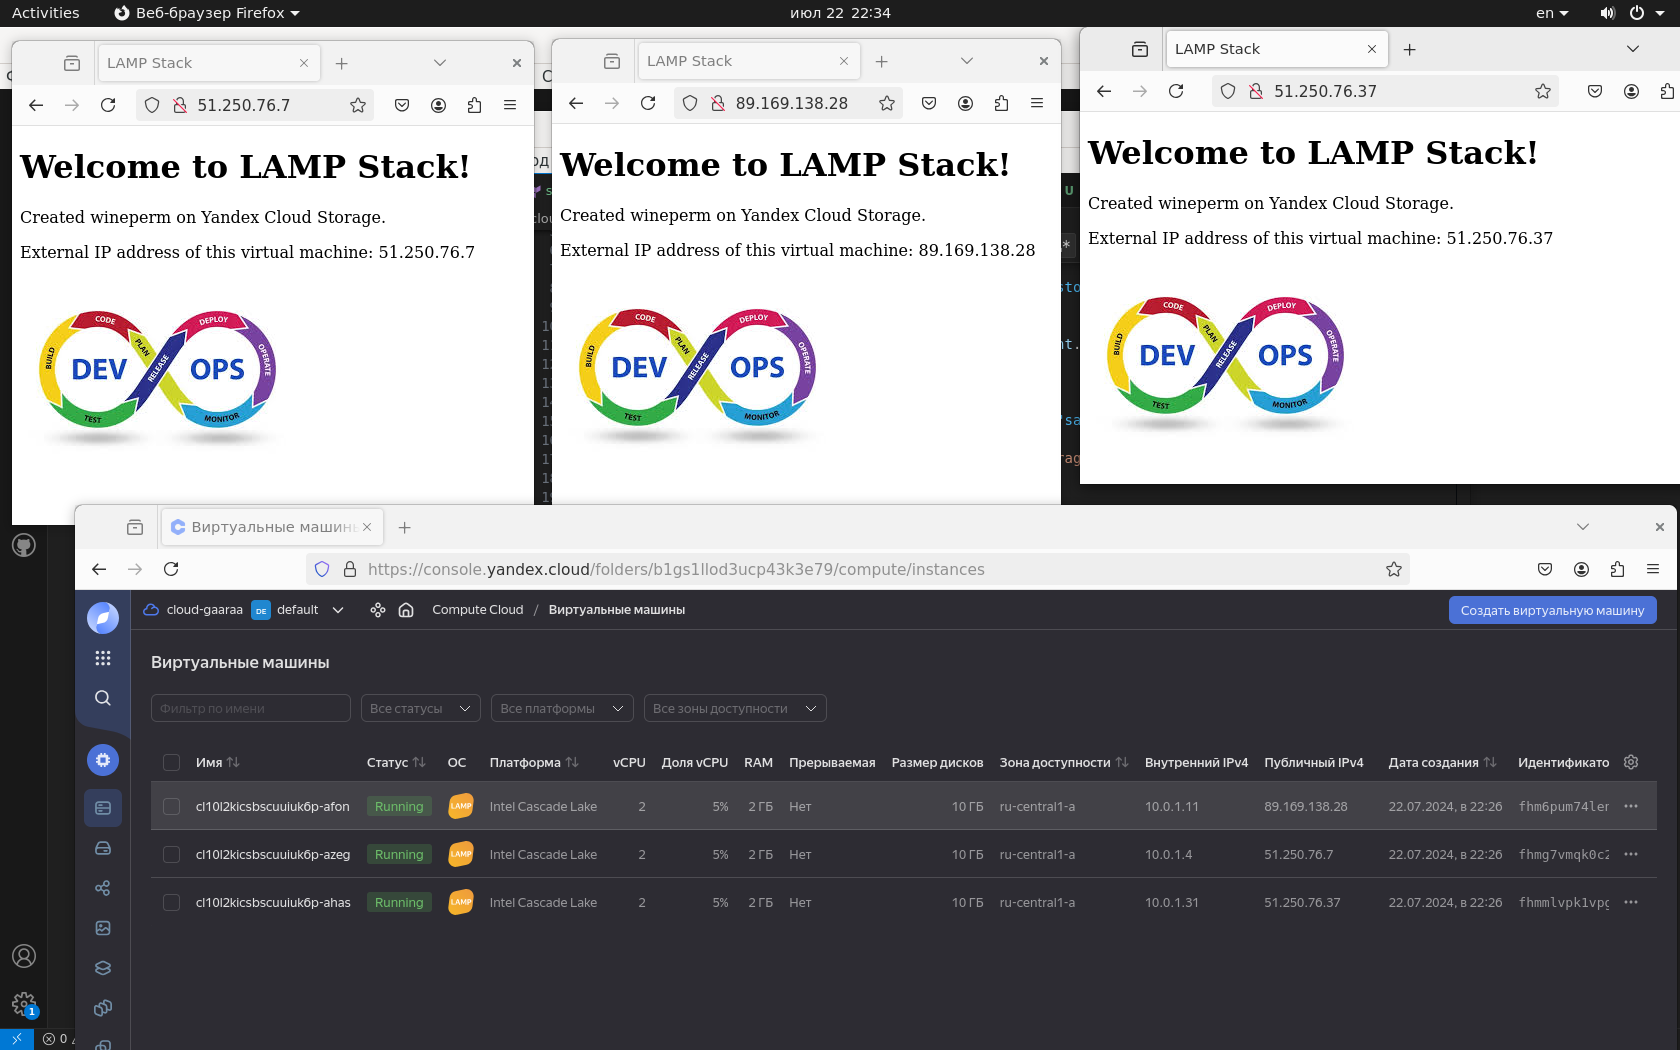 Activities
Веб-браузер Firefox
июл 22 22:34
en
LAMP Stack
51.250.76.7
Welcome to LAMP Stack!
Created wineperm on Yandex Cloud Storage.
External IP address of this virtual machine: 51.250.76.7
CODE
PLAN
BUILD
DEV
TEST
RELEASE
DEPLOY
OPERATE
OPS
MONITOR
LAMP Stack
89.169.138.28
Welcome to LAMP Stack!
Created wineperm on Yandex Cloud Storage.
External IP address of this virtual machine: 89.169.138.28
CODE
PLAN
BUILD
DEV
TEST
RELEASE
DEPLOY
OPERATE
OPS
MONITOR
LAMP Stack
51.250.76.37
Welcome to LAMP Stack!
Created wineperm on Yandex Cloud Storage.
External IP address of this virtual machine: 51.250.76.37
CODE
PLAN
BUILD
DEV
TEST
RELEASE
DEPLOY
OPERATE
OPS
MONITOR
Виртуальные машин
https://console.yandex.cloud/folders/b1gs1llod3ucp43k3e79/compute/instances
cloud-gaaraa DE default Compute Cloud / Виртуальные машины
Создать виртуальную машину
Виртуальные машины
Фильтр по имени Все статусы Все платформы Все зоны доступности
Имя Статус ОС Платформа vCPU Доля vCPU RAM Прерываемая Размер дисков Зона доступности Внутренний IPv4 Публичный IPv4 Дата создания Идентификато
cl10l2kicsbscuuiuk6p-afon Running LAMP Intel Cascade Lake 2 5% 2 ГБ Нет 10 ГБ ru-central1-a 10.0.1.11 89.169.138.28 22.07.2024, в 22:26 fhm6pum74ler
cl10l2kicsbscuuiuk6p-azeg Running LAMP Intel Cascade Lake 2 5% 2 ГБ Нет 10 ГБ ru-central1-a 10.0.1.4 51.250.76.7 22.07.2024, в 22:26 fhmg7vmqk0c2
cl10l2kicsbscuuiuk6p-ahas Running LAMP Intel Cascade Lake 2 5% 2 ГБ Нет 10 ГБ ru-central1-a 10.0.1.31 51.250.76.37 22.07.2024, в 22:26 fhmmlvpk1vpg
1
0